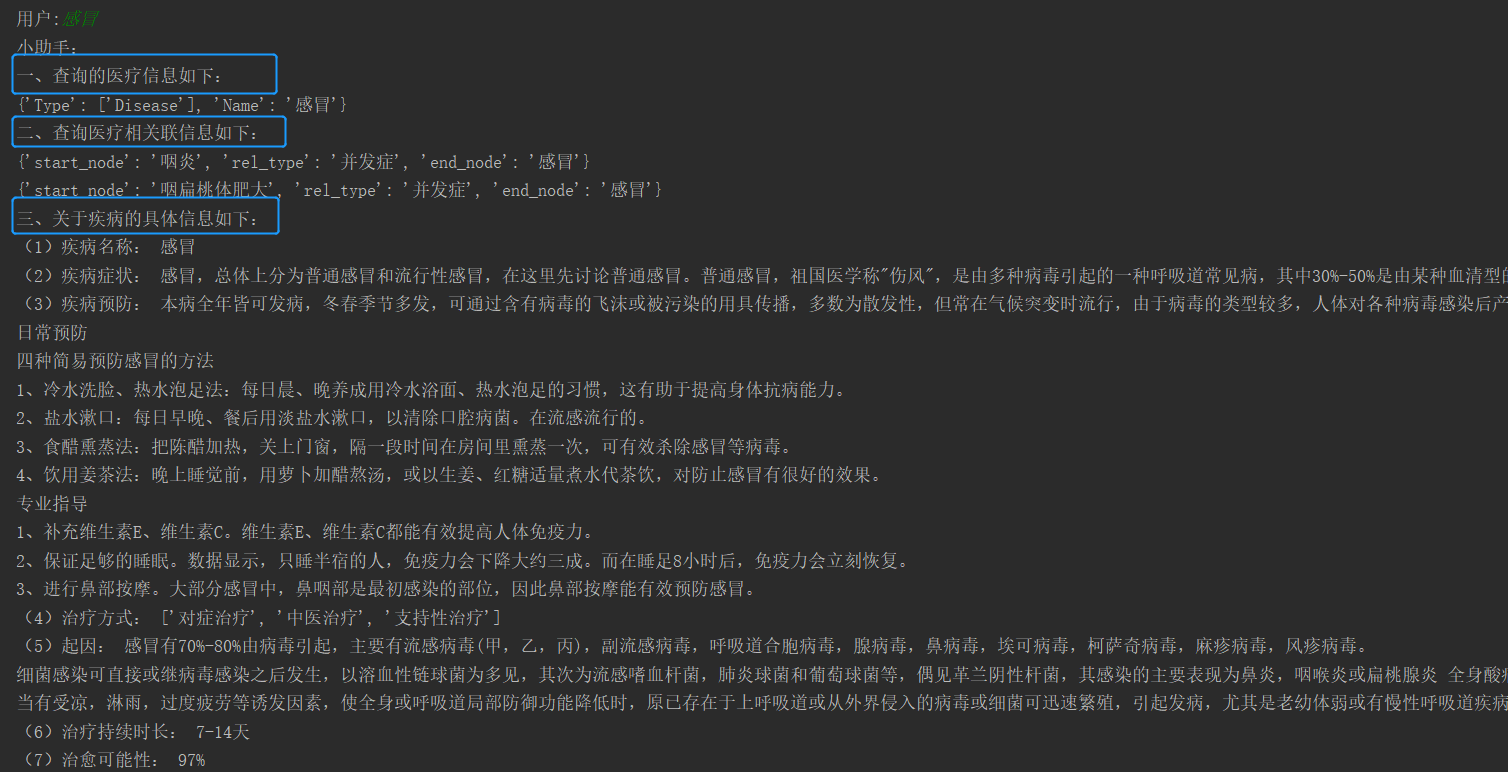 用户:感冒
小助手:
一、查询的医疗信息如下:
{'Type': ['Disease'], 'Name': '感冒'}
二、查询医疗相关联信息如下:
{'start_node': '咽炎', 'rel_type': '并发症', 'end_node': '感冒'}
{'start_node': '咽扁桃体肥大', 'rel_type': '并发症', 'end_node': '感冒'}
三、关于疾病的具体信息如下:
（1）疾病名称: 感冒
（2）疾病症状: 感冒，总体上分为普通感冒和流行性感冒，在这里先讨论普通感冒。普通感冒，祖国医学称"伤风"，是由多种病毒引起的一种呼吸道常见病，其中30%-50%是由某种血清型的
（3）疾病预防: 本病全年皆可发病，冬春季节多发，可通过含有病毒的飞沫或被污染的用具传播，多数为散发性，但常在气候突变时流行，由于病毒的类型较多，人体对各种病毒感染后产
日常预防
四种简易预防感冒的方法
1、冷水洗脸、热水泡足法：每日晨、晚养成用冷水浴面、热水泡足的习惯，这有助于提高身体抗病能力。
2、盐水漱口：每日早晚、餐后用淡盐水漱口，以清除口腔病菌。在流感流行的。
3、食醋熏蒸法：把陈醋加热，关上门窗，隔一段时间在房间里熏蒸一次，可有效杀除感冒等病毒。
4、饮用姜茶法：晚上睡觉前，用萝卜加醋熬汤，或以生姜、红糖适量煮水代茶饮，对防止感冒有很好的效果。
专业指导
1、补充维生素E、维生素C。维生素E、维生素C都能有效提高人体免疫力。
2、保证足够的睡眠。数据显示，只睡半宿的人，免疫力会下降大约三成。而在睡足8小时后，免疫力会立刻恢复。
3、进行鼻部按摩。大部分感冒中，鼻咽部是最初感染的部位，因此鼻部按摩能有效预防感冒。
（4）治疗方式: ['对症治疗', '中医治疗', '支持性治疗']
（5）起因: 感冒有70%-80%由病毒引起，主要有流感病毒(甲，乙，丙)，副流感病毒，呼吸道合胞病毒，腺病毒，鼻病毒，埃可病毒，柯萨奇病毒，麻疹病毒，风疹病毒。
细菌感染可直接或继病毒感染之后发生，以溶血性链球菌为多见，其次为流感嗜血杆菌，肺炎球菌和葡萄球菌等，偶见革兰阴性杆菌，其感染的主要表现为鼻炎，咽喉炎或扁桃腺炎 全身酸
当有受凉，淋雨，过度疲劳等诱发因素，使全身或呼吸道局部防御功能降低时，原已存在于上呼吸道或从外界侵入的病毒或细菌可迅速繁殖，引起发病，尤其是老幼体弱或有慢性呼吸道疾病
（6）治疗持续时长: 7-14天
（7）治愈可能性: 97%